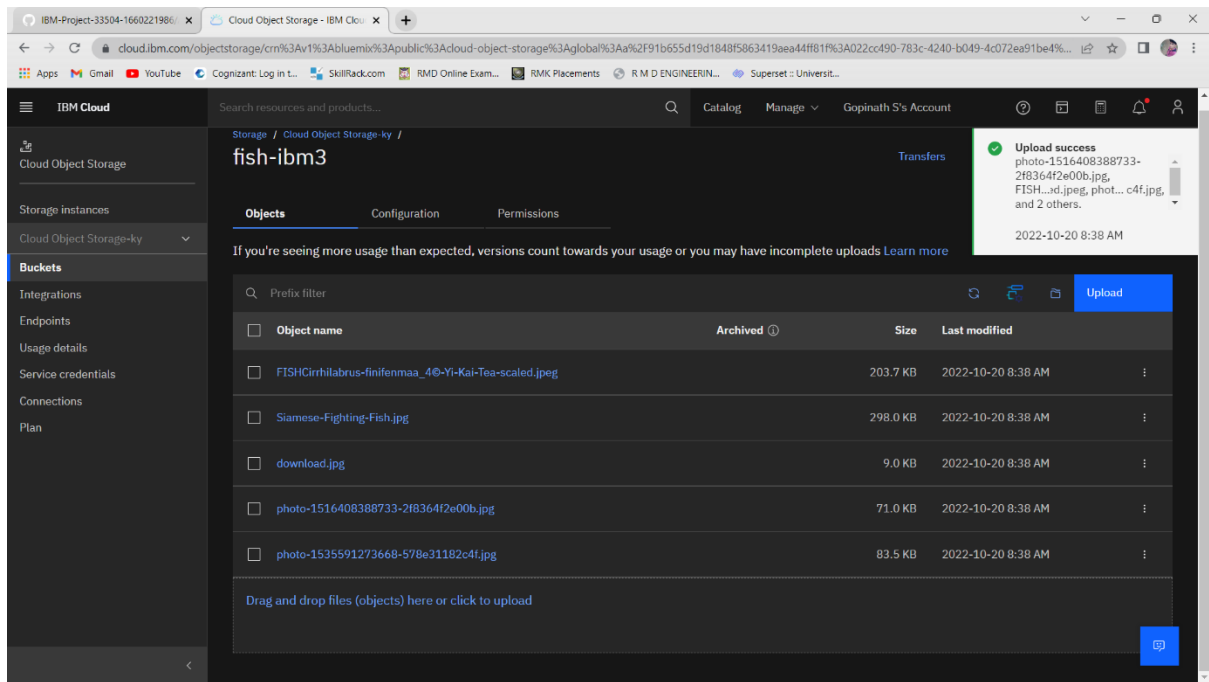 IBM-Project-33504-1660221986/
Cloud Object Storage - IBM Clou
cloud.ibm.com/objectstorage/crn%3Av1%3Abluemix%3Apublic%3Acloud-object-storage%3Aglobal%3Aa%2F91b655d19d1848f5863419aea44ff81f%3A022cc490-783c-4240-b049-4c072ea91be4%...
Apps Gmail YouTube Cognizant: Log in t... SkillRack.com RMD Online Exam... RMK Placements R M D ENGINEERIN... Superset :: Universit...
IBM Cloud Search resources and products... Catalog Manage Gopinath S's Account
Cloud Object Storage
Storage instances
Cloud Object Storage-ky
Buckets
Integrations
Endpoints
Usage details
Service credentials
Connections
Plan
Storage / Cloud Object Storage-ky /
fish-ibm3
Transfers
Upload success
photo-1516408388733-
2f8364f2e00b.jpg,
FISH...ed.jpeg, phot... c4f.jpg,
and 2 others.
2022-10-20 8:38 AM
Objects Configuration Permissions
If you're seeing more usage than expected, versions count towards your usage or you may have incomplete uploads Learn more
Prefix filter Upload
Object name Archived Size Last modified
FISHCirrhilabrus-finifenmaa_4©-Yi-Kai-Tea-scaled.jpeg 203.7 KB 2022-10-20 8:38 AM
Siamese-Fighting-Fish.jpg 298.0 KB 2022-10-20 8:38 AM
download.jpg 9.0 KB 2022-10-20 8:38 AM
photo-1516408388733-2f8364f2e00b.jpg 71.0 KB 2022-10-20 8:38 AM
photo-1535591273668-578e31182c4f.jpg 83.5 KB 2022-10-20 8:38 AM
Drag and drop files (objects) here or click to upload